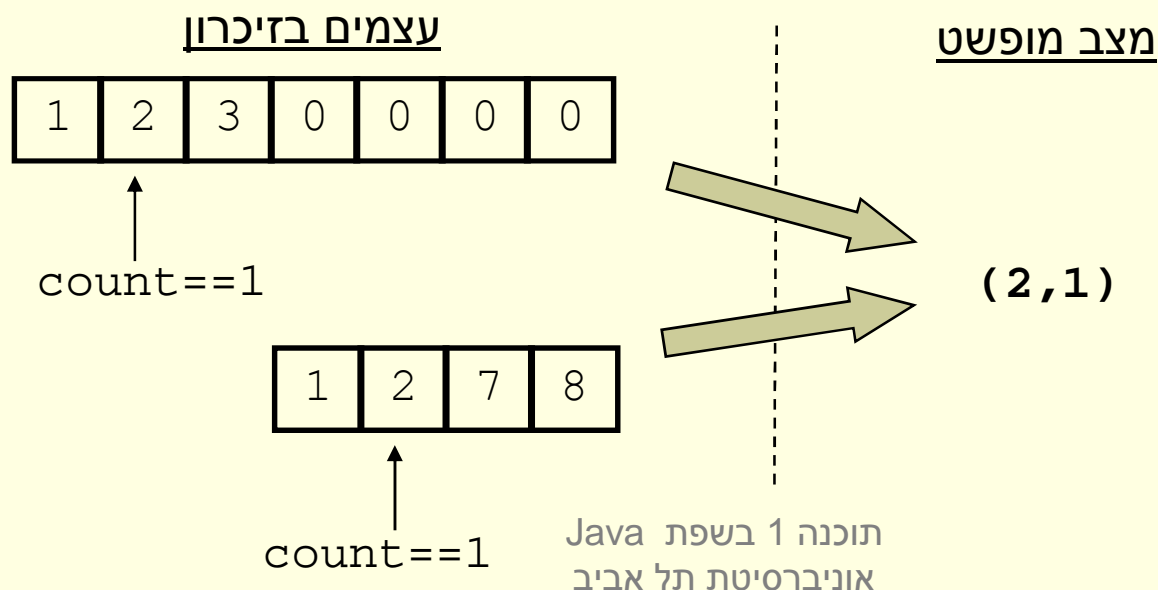 מצב מופשט
עצמים בזיכרון
1 2 3 0 0 0 0
count==1
(2,1)
1 2 7 8
count==1
תוכנה 1 בשפת Java
אוניברסיטת תל אביב